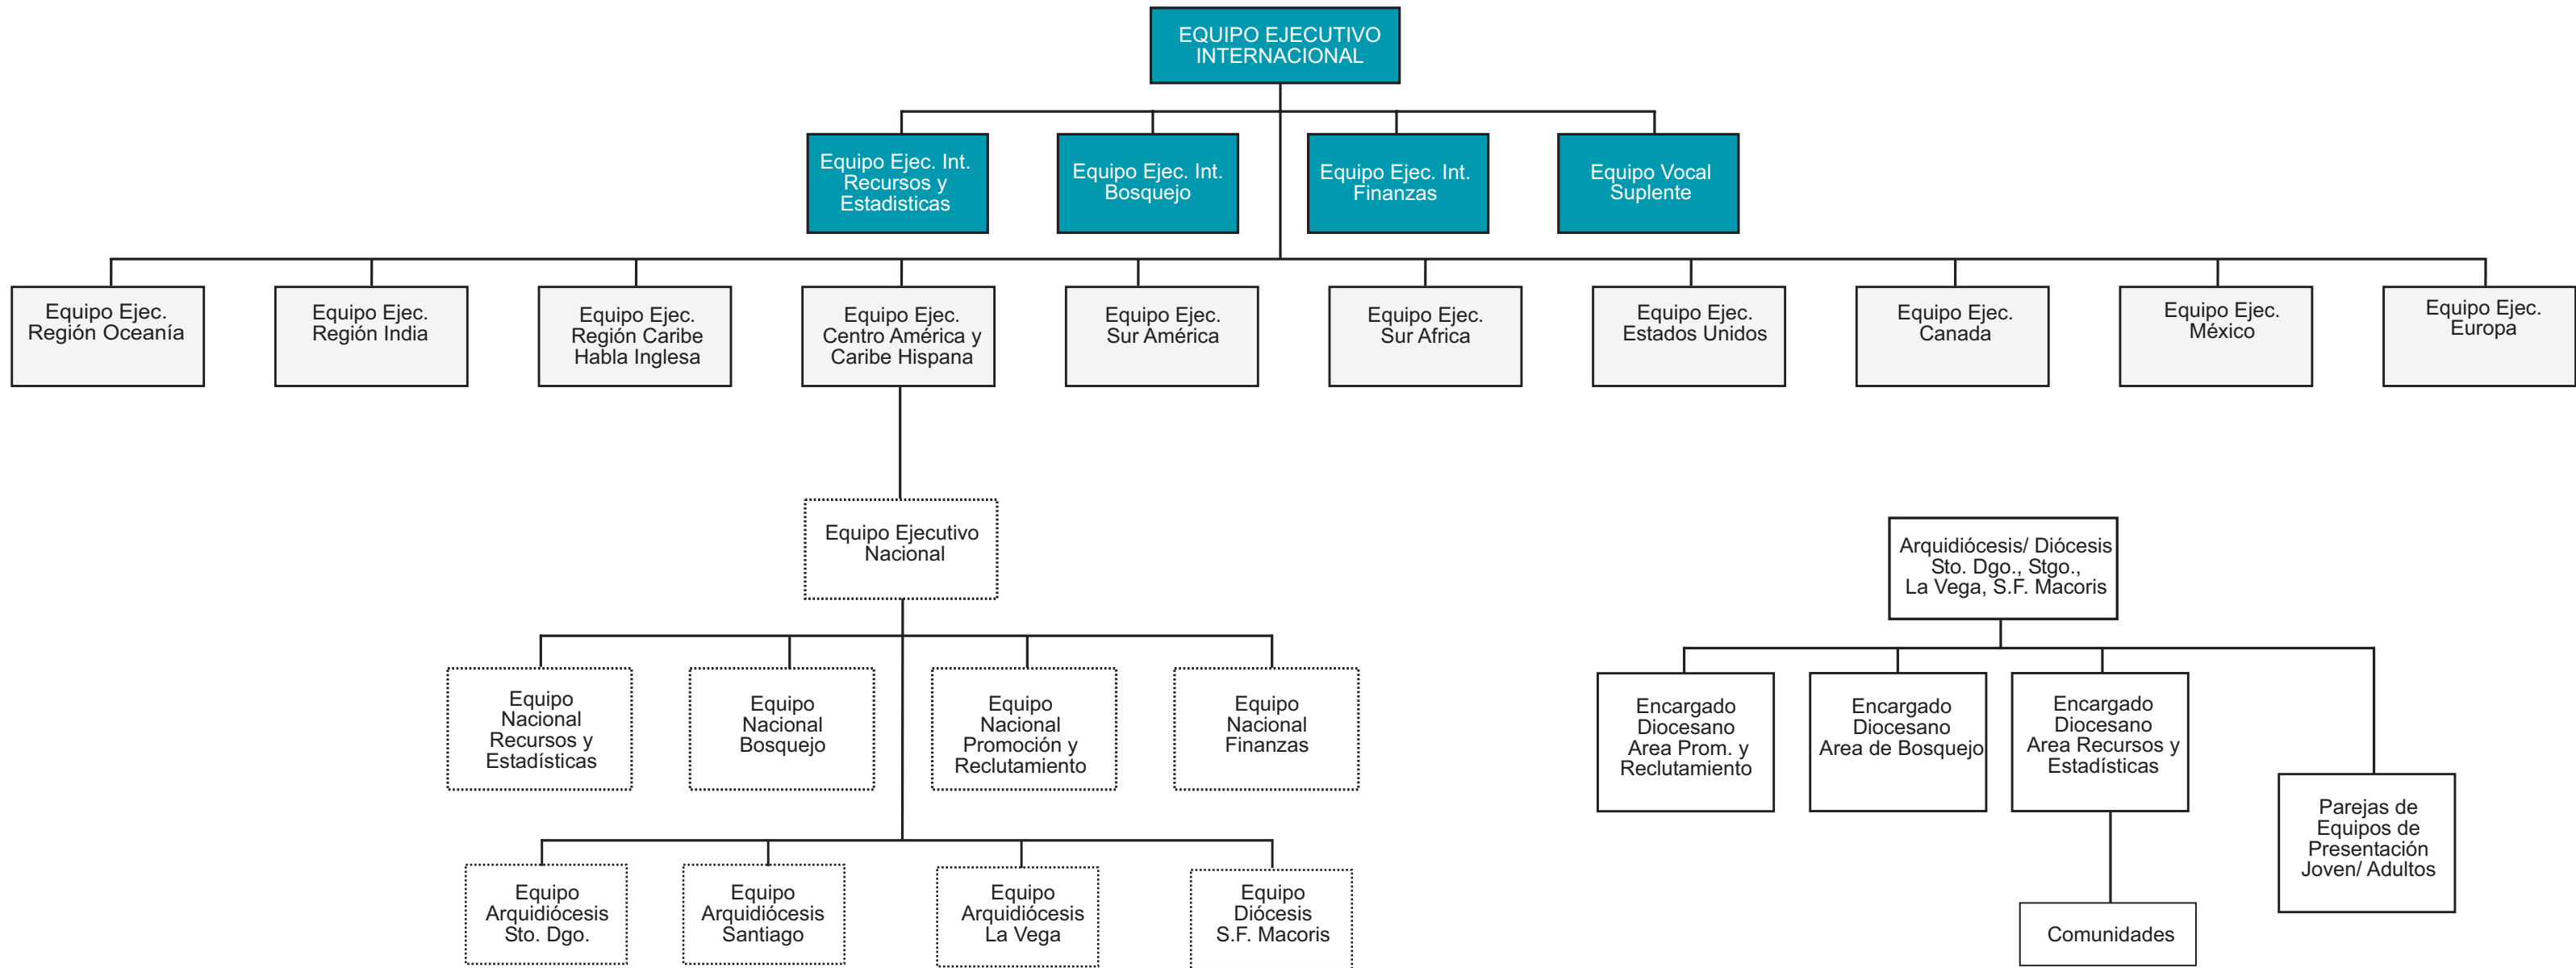 EQUIPO EJECUTIVO
INTERNACIONAL
Equipo Ejec. Int.
Recursos y
Estadisticas
Equipo Ejec. Int.
Bosquejo
Equipo Ejec. Int.
Finanzas
Equipo Vocal
Suplente
Equipo Ejec.
Región Oceanía
Equipo Ejec.
Región India
Equipo Ejec.
Región Caribe
Habla Inglesa
Equipo Ejec.
Centro América y
Caribe Hispana
Equipo Ejec.
Sur América
Equipo Ejec.
Sur Africa
Equipo Ejec.
Estados Unidos
Equipo Ejec.
Canada
Equipo Ejec.
México
Equipo Ejec.
Europa
Equipo Ejecutivo
Nacional
Equipo
Nacional
Recursos y
Estadísticas
Equipo
Nacional
Bosquejo
Equipo
Nacional
Promoción y
Reclutamiento
Equipo
Nacional
Finanzas
Equipo
Arquidiócesis
Sto. Dgo.
Equipo
Arquidiócesis
Santiago
Equipo
Arquidiócesis
La Vega
Equipo
Diócesis
S.F. Macoris
Arquidiócesis/ Diócesis
Sto. Dgo., Stgo.,
La Vega, S.F. Macoris
Encargado
Diocesano
Area Prom. y
Reclutamiento
Encargado
Diocesano
Area de Bosquejo
Encargado
Diocesano
Area Recursos y
Estadísticas
Parejas de
Equipos de
Presentación
Joven/ Adultos
Comunidades